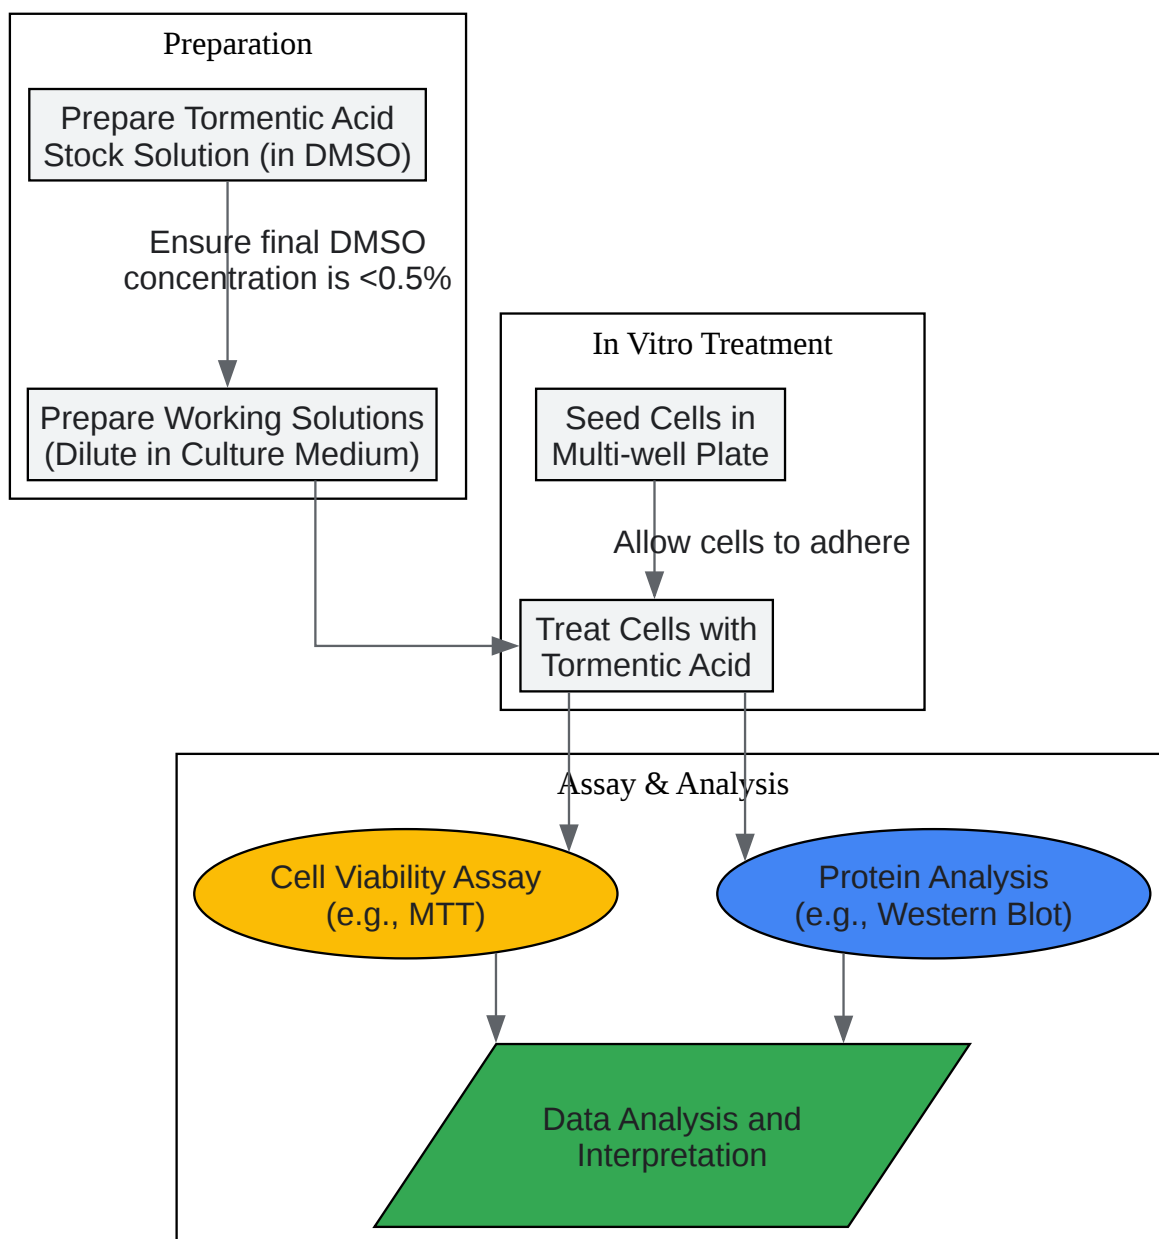 Preparation
Prepare Tormentic Acid
Stock Solution (in DMSO)
Ensure final DMSO
concentration is <0.5%
Prepare Working Solutions
(Dilute in Culture Medium)
In Vitro Treatment
Seed Cells in
Multi-well Plate
Allow cells to adhere
Treat Cells with
Tormentic Acid
Assay & Analysis
Cell Viability Assay
(e.g., MTT)
Protein Analysis
(e.g., Western Blot)
Data Analysis and
Interpretation